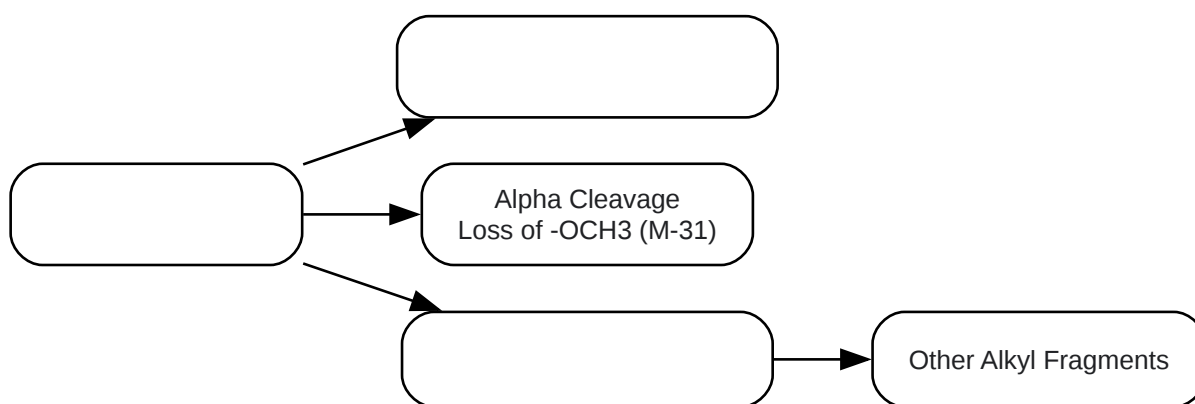 Alpha Cleavage
Loss of -OCH3 (M-31)
Other Alkyl Fragments